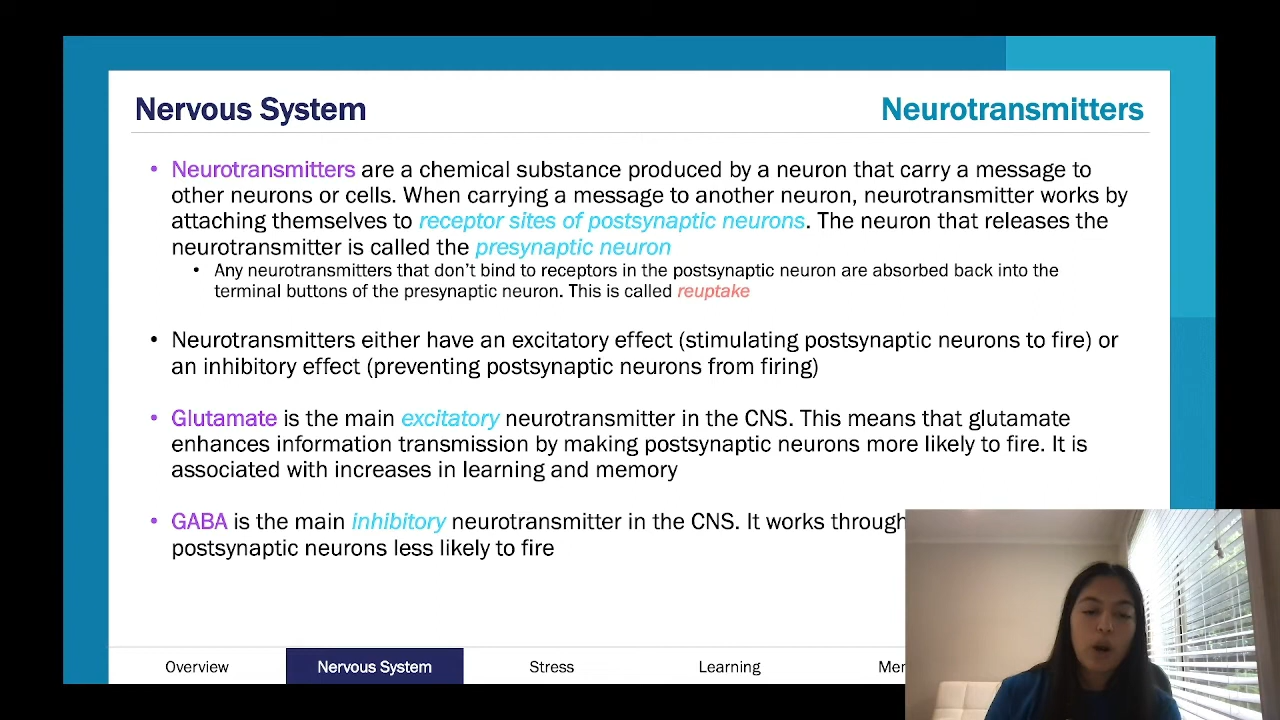 Nervous System
Neurotransmitters
• Neurotransmitters are a chemical substance produced by a neuron that carry a message to
other neurons or cells. When carrying a message to another neuron, neurotransmitter works by
attaching themselves to receptor sites of postsynaptic neurons. The neuron that releases the
neurotransmitter is called the presynaptic neuron
• Any neurotransmitters that don’t bind to receptors in the postsynaptic neuron are absorbed back into the
terminal buttons of the presynaptic neuron. This is called reuptake
• Neurotransmitters either have an excitatory effect (stimulating postsynaptic neurons to fire) or
an inhibitory effect (preventing postsynaptic neurons from firing)
• Glutamate is the main excitatory neurotransmitter in the CNS. This means that glutamate
enhances information transmission by making postsynaptic neurons more likely to fire. It is
associated with increases in learning and memory
• GABA is the main inhibitory neurotransmitter in the CNS. It works through
postsynaptic neurons less likely to fire
Overview
Nervous System
Stress
Learning